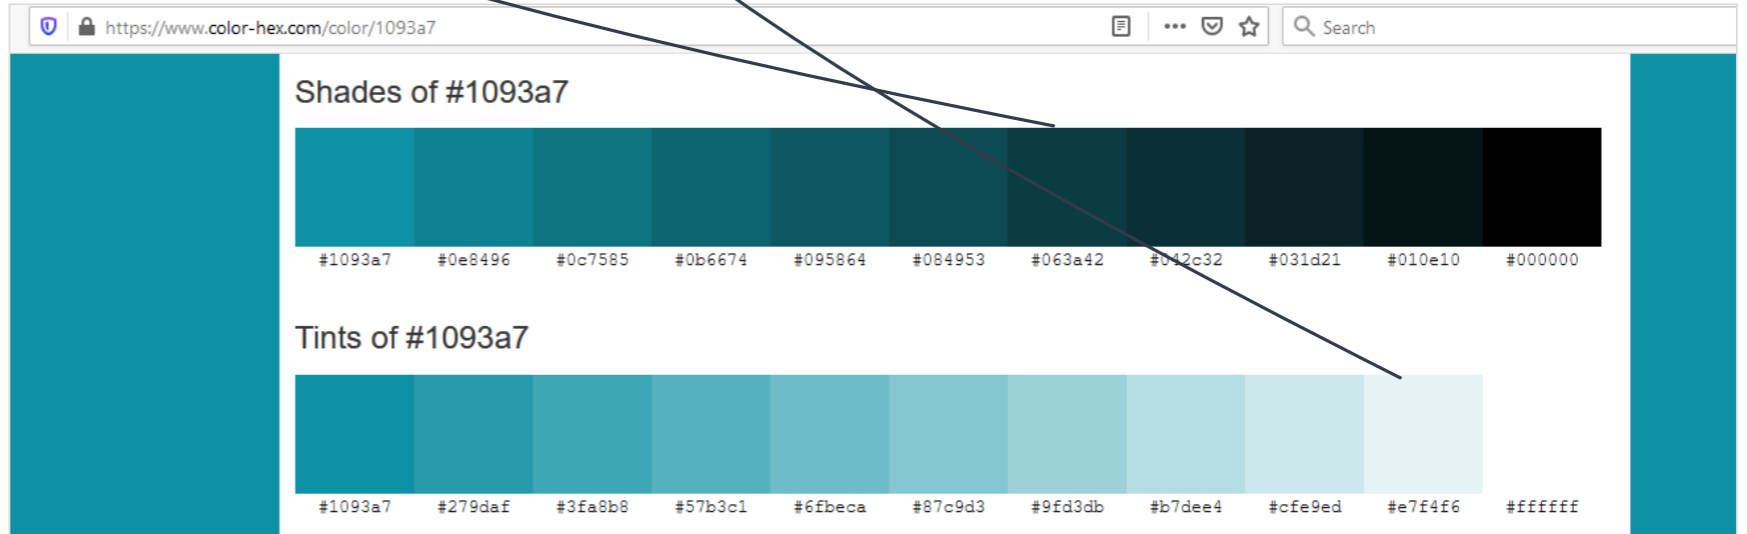 https://www.color-hex.com/color/1093a7
Search
Shades of #1093a7
#1093a7 #0e8496 #0c7585 #0b6674 #095864 #084953 #063a42 #042c32 #031d21 #010e10 #000000
Tints of #1093a7
#1093a7 #279daf #3fa8b8 #57b3c1 #6fbeca #87c9d3 #9fd3db #b7dee4 #cfe9ed #e7f4f6 #ffffff